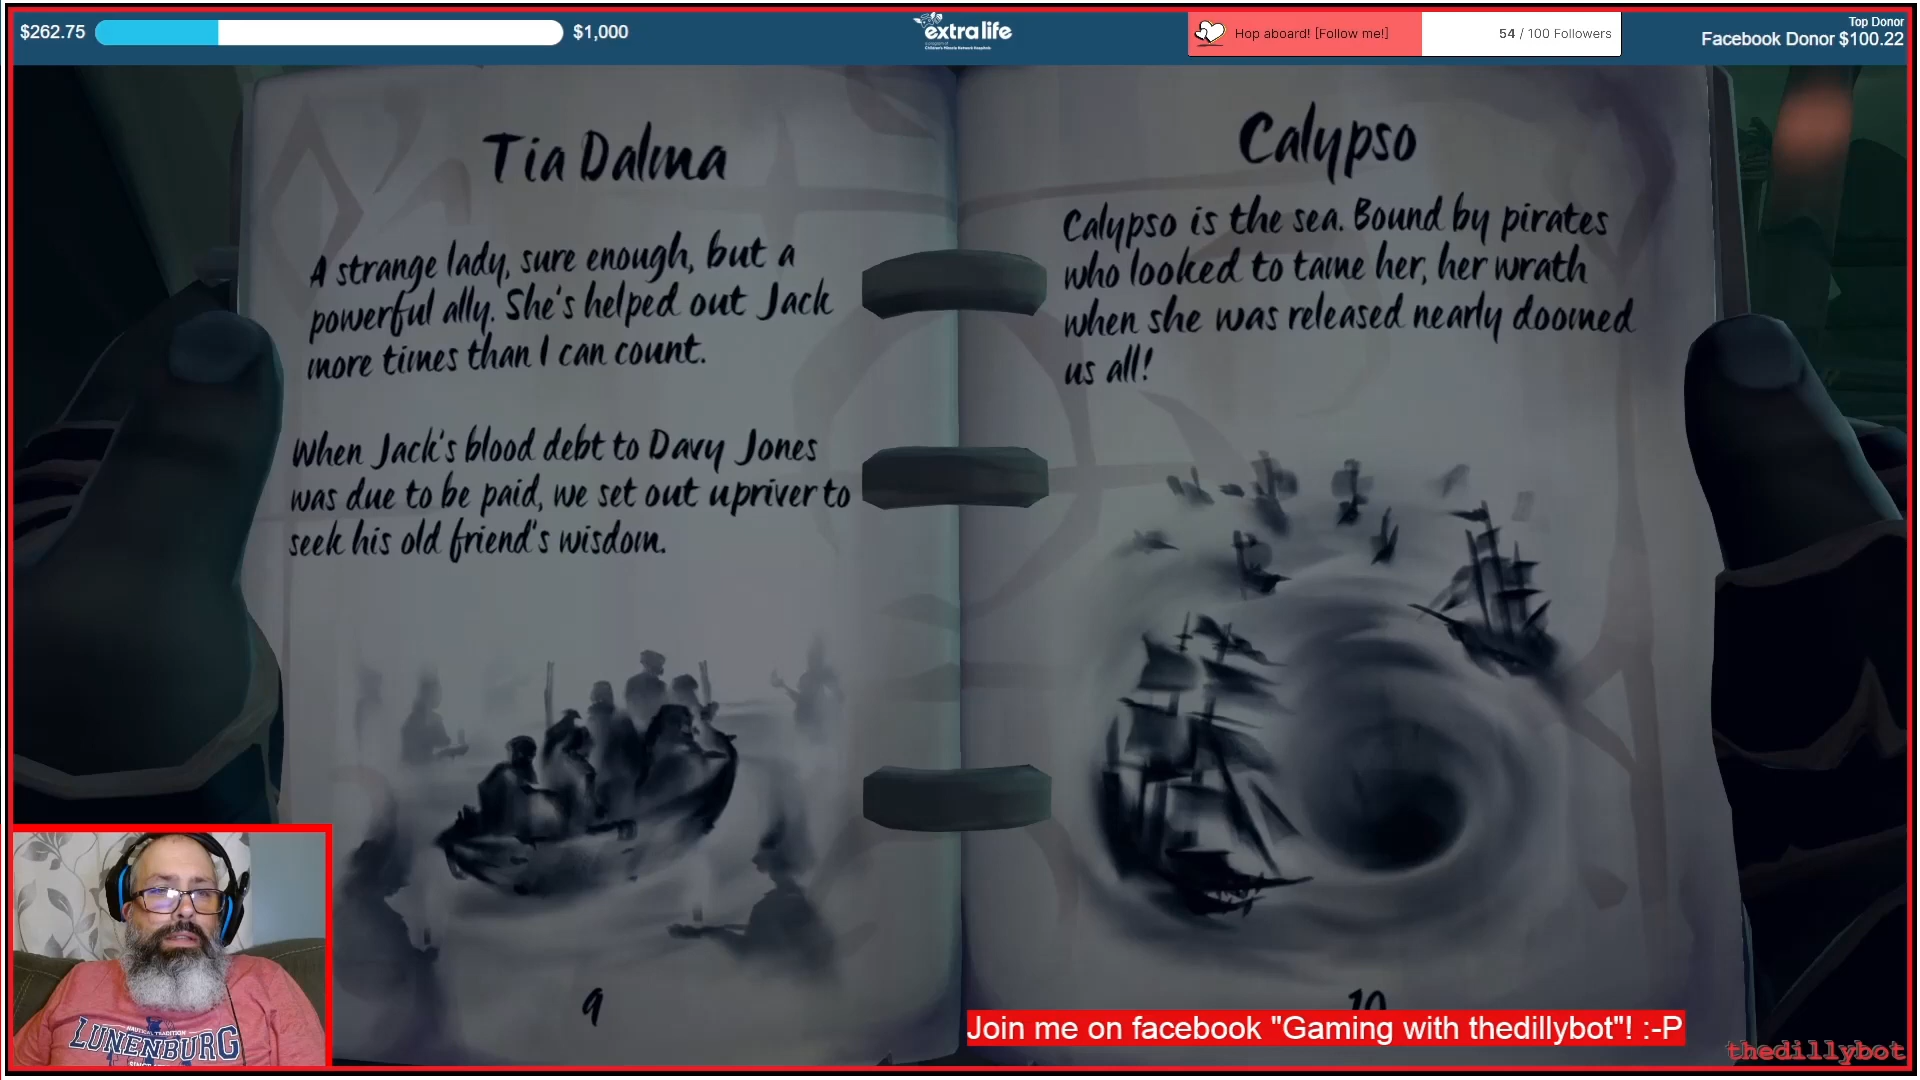 $262.75
$1,000
extralife
Hop aboard! [Follow me!]
54 / 100 Followers
Top Donor
Facebook Donor $100.22
Tia Dalma
A strange lady, sure enough, but a
powerful ally. She's helped out Jack
more times than I can count.
When Jack's blood debt to Davy Jones
was due to be paid, we set out upriver to
seek his old friend's wisdom.
9
Calypso
Calypso is the sea. Bound by pirates
who looked to tame her, her wrath
when she was released nearly doomed
us all!
10
Join me on facebook "Gaming with thedillybot"! :-P
thedillybot
NAUTICAL TRADITION
LUNENBURG